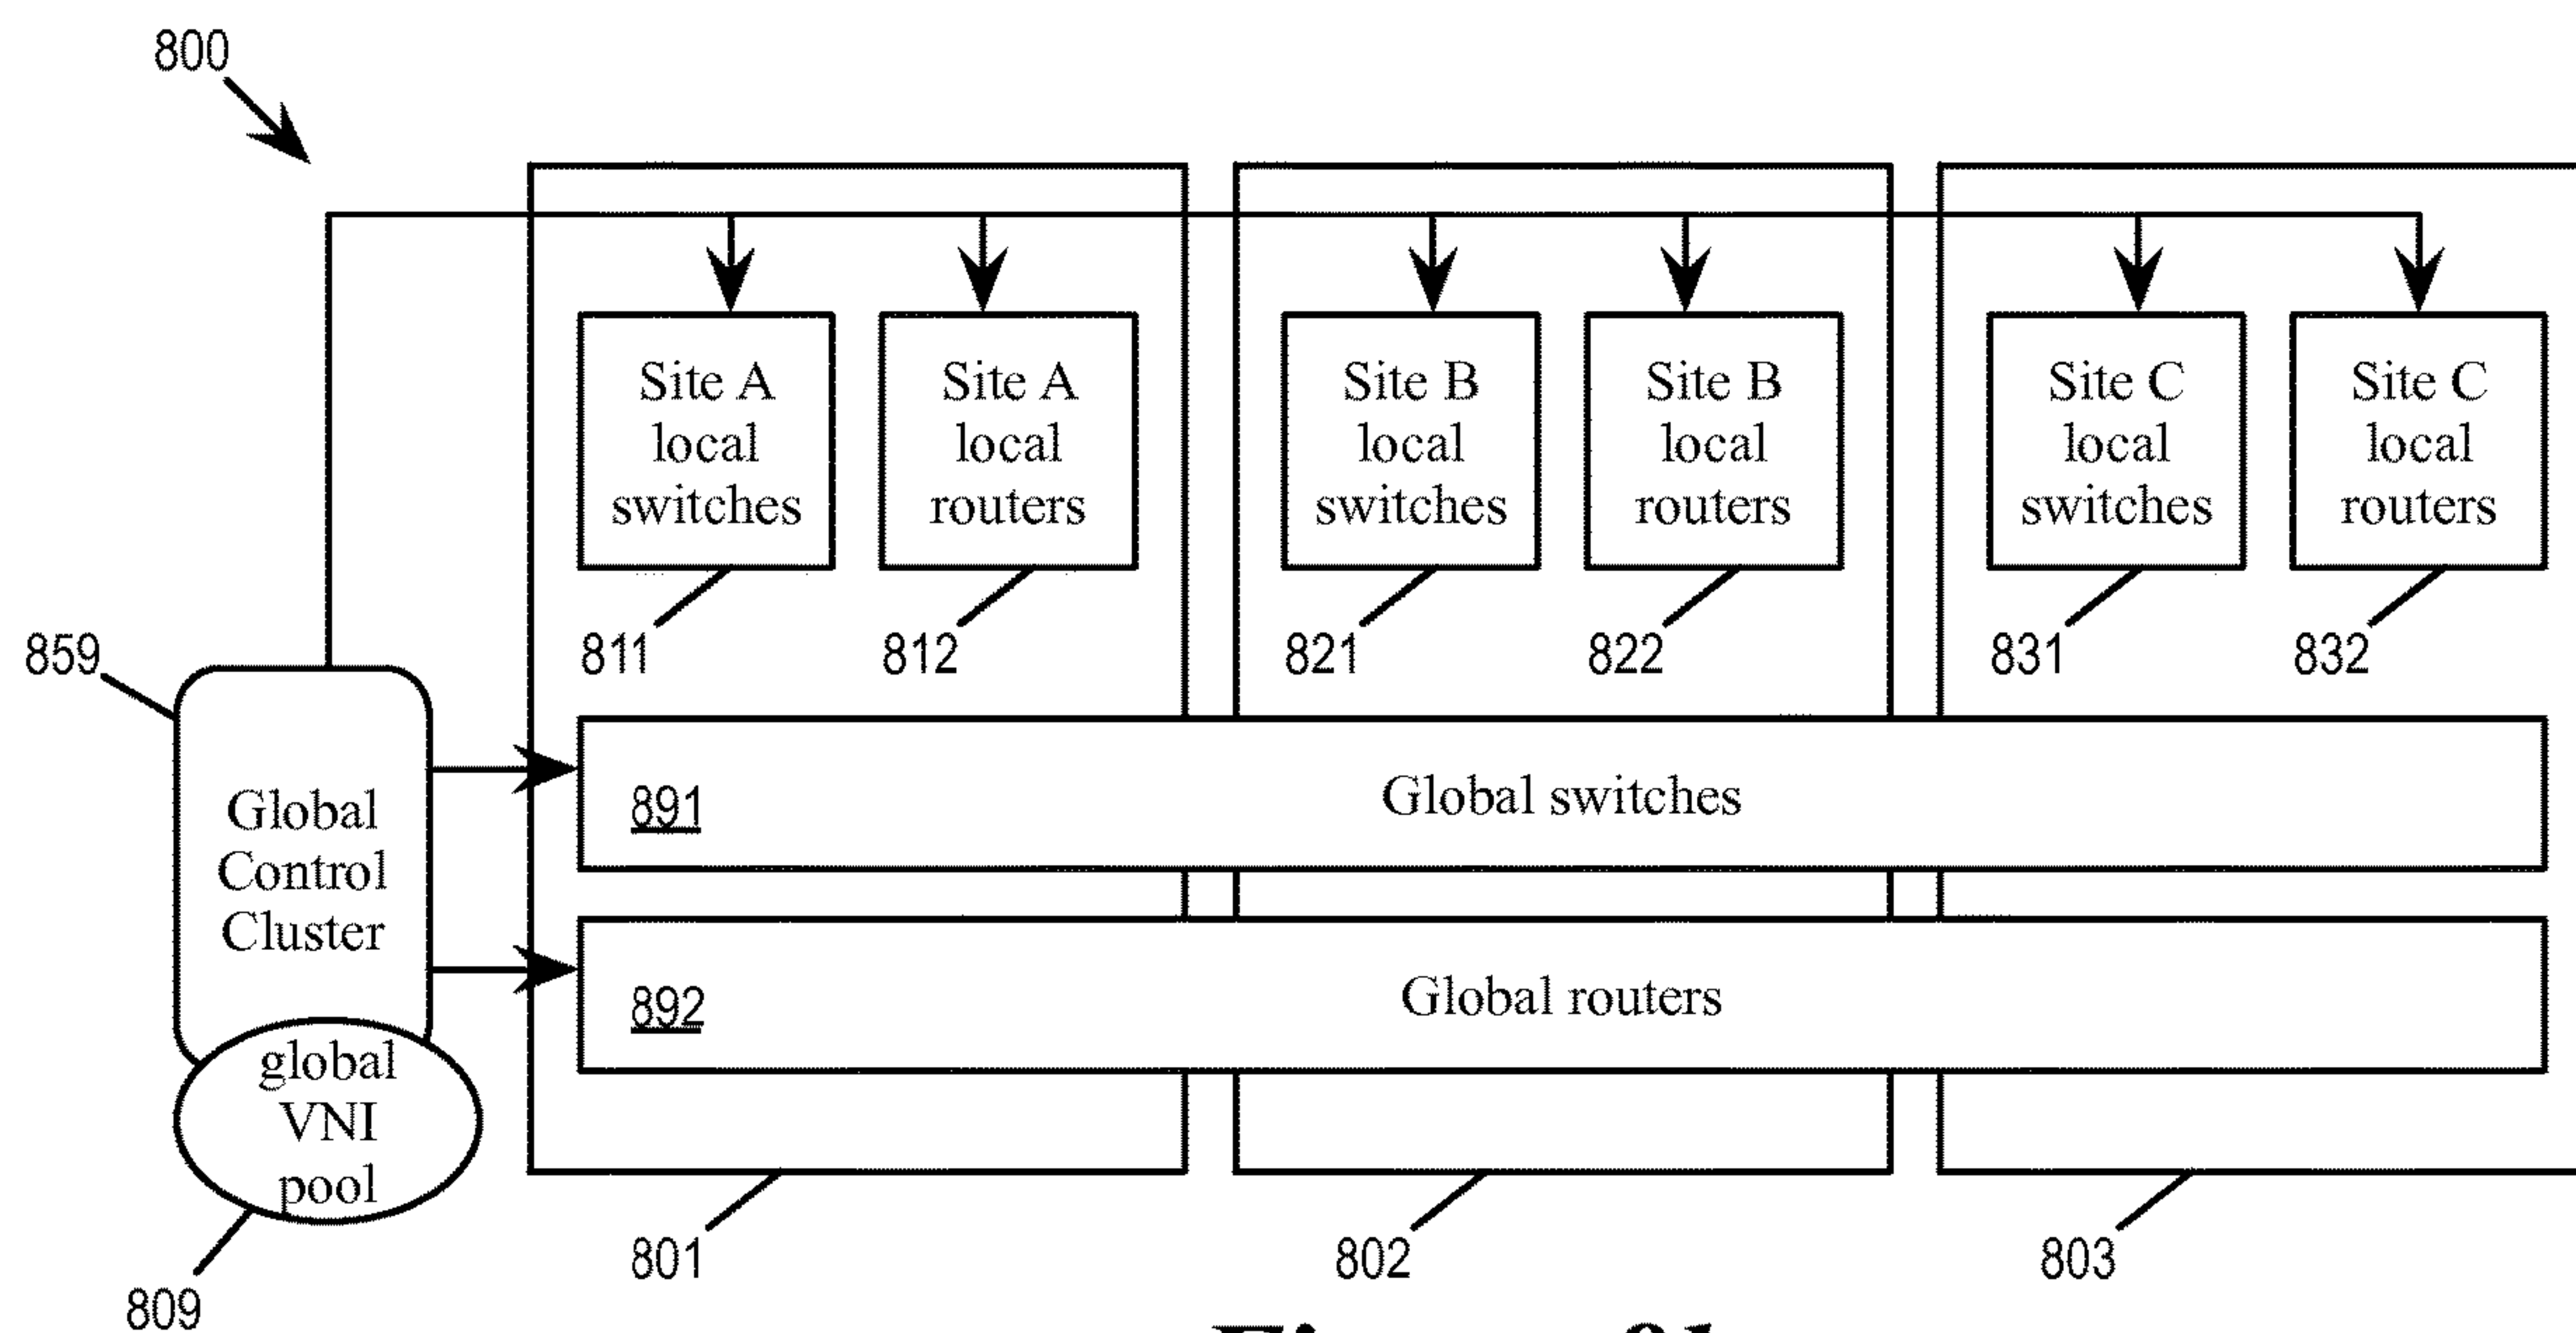 800
Site A
local
switches
Site A
local
routers
Site B
local
switches
Site B
local
routers
Site C
local
switches
Site C
local
routers
811
812
821
822
831
832
859
Global
Control
Cluster
891
Global switches
892
Global routers
global
VNI
pool
801
802
803
809